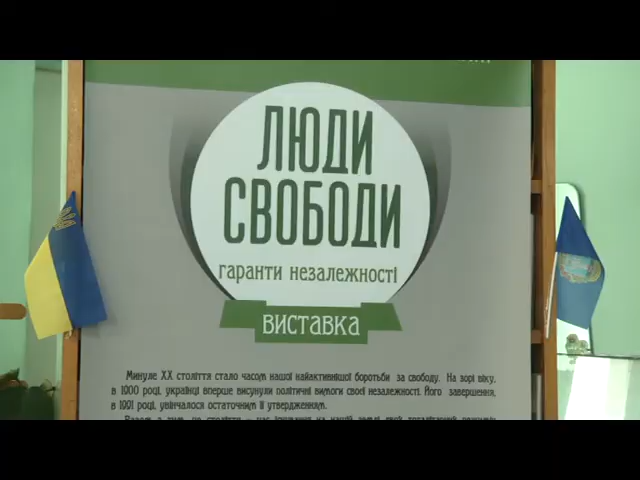 ЛЮДИ
СВОБОДИ
гаранти незалежності
ВИСТАВКА
Минуле ХХ століття стало часом нашої найактивнішої боротьби за свободу. На зорі віку,
в 1900 році, українці вперше висунули політичні вимоги своєї незалежності. Його завершення,
в 1991 році, увінчалося остаточним її утвердженням.